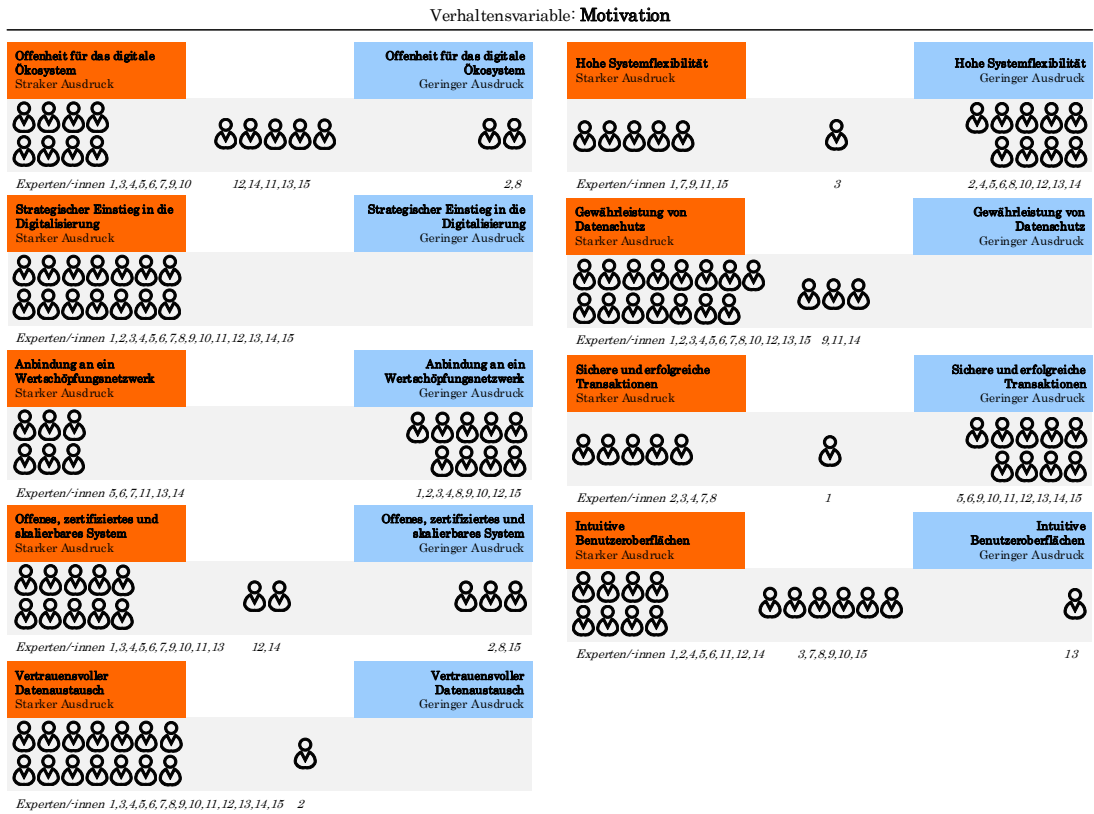 Verhaltensvariable: Motivation
Offenheit für das digitale
Ökosystem
Straker Ausdruck
Offenheit für das digitale
Ökosystem
Geringer Ausdruck
Experten/-innen 1,3,4,5,6,7,9,10
12,14,11,13,15
2,8
Strategischer Einstieg in die
Digitalisierung
Starker Ausdruck
Strategischer Einstieg in die
Digitalisierung
Geringer Ausdruck
Experten/-innen 1,2,3,4,5,6,7,8,9,10,11,12,13,14,15
Anbindung an ein
Wertschöpfungsnetzwerk
Starker Ausdruck
Anbindung an ein
Wertschöpfungsnetzwerk
Geringer Ausdruck
Experten/-innen 5,6,7,11,13,14
1,2,3,4,8,9,10,12,15
Offenes, zertifiziertes und
skalierbares System
Starker Ausdruck
Offenes, zertifiziertes und
skalierbares System
Geringer Ausdruck
Experten/-innen 1,3,4,5,6,7,9,10,11,13
12,14
2,8,15
Vertrauensvoller
Datenaustausch
Starker Ausdruck
Vertrauensvoller
Datenaustausch
Geringer Ausdruck
Experten/-innen 1,3,4,5,6,7,8,9,10,11,12,13,14,15
2
Hohe Systemflexibilität
Starker Ausdruck
Hohe Systemflexibilität
Geringer Ausdruck
Experten/-innen 1,7,9,11,15
3
2,4,5,6,8,10,12,13,14
Gewährleistung von
Datenschutz
Starker Ausdruck
Gewährleistung von
Datenschutz
Geringer Ausdruck
Experten/-innen 1,2,3,4,5,6,7,8,10,12,13,15
9,11,14
Sichere und erfolgreiche
Transaktionen
Starker Ausdruck
Sichere und erfolgreiche
Transaktionen
Geringer Ausdruck
Experten/-innen 2,3,4,7,8
1
5,6,9,10,11,12,13,14,15
Intuitive
Benutzeroberflächen
Starker Ausdruck
Intuitive
Benutzeroberflächen
Geringer Ausdruck
Experten/-innen 1,2,4,5,6,11,12,14
3,7,8,9,10,15
13